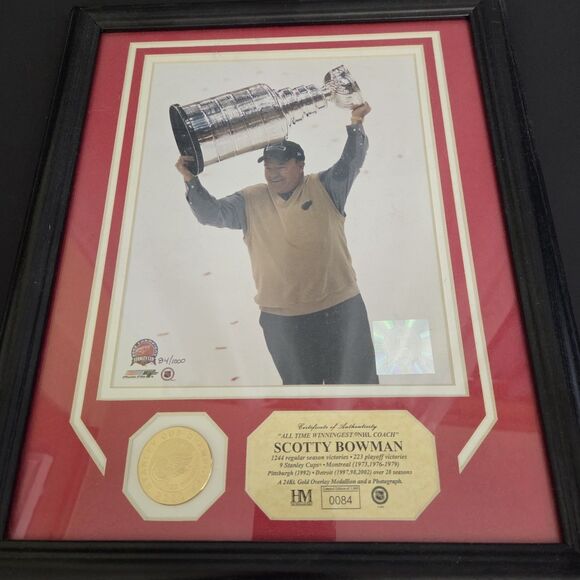 84/1000
Certificate of Authenticity
"ALL TIME WINNINGEST NHL COACH"
SCOTTY BOWMAN
1244 regular season victories • 223 playoff victories
9 Stanley Cups • Montreal (1973,1976-1979)
Pittsburgh (1992) • Detroit (1997,98,2002) over 28 seasons
A 24Kt. Gold Overlay Medallion and a Photograph.
HM
0084